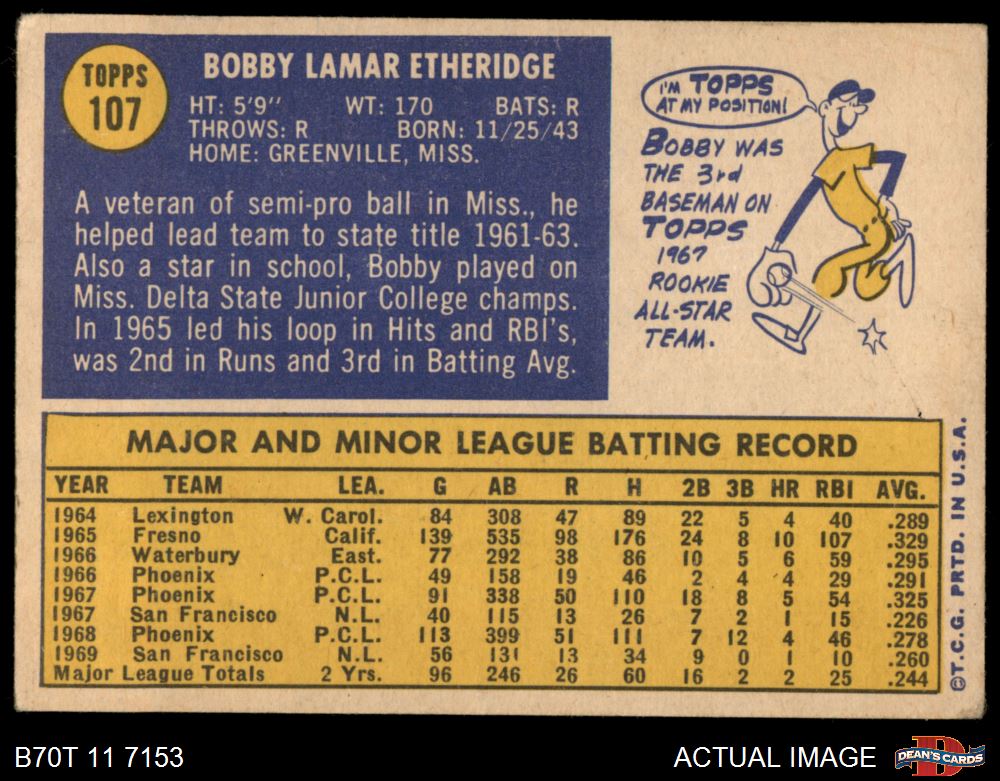 TOPPS
107
BOBBY LAMAR ETHERIDGE
HT: 5'9" WT: 170 BATS: R
THROWS: R BORN: 11/25/43
HOME: GREENVILLE, MISS.
A veteran of semi-pro ball in Miss., he
helped lead team to state title 1961-63.
Also a star in school, Bobby played on
Miss. Delta State Junior College champs.
In 1965 led his loop in Hits and RBI's,
was 2nd in Runs and 3rd in Batting Avg.
I'M TOPPS
AT MY POSITION!
BOBBY WAS
THE 3rd
BASEMAN ON
TOPPS
1967
ROOKIE
ALL-STAR
TEAM.
MAJOR AND MINOR LEAGUE BATTING RECORD
YEAR TEAM LEA. G AB R H 2B 3B HR RBI AVG.
1964 Lexington W. Carol. 84 308 47 89 22 5 4 40 .289
1965 Fresno Calif. 139 535 98 176 24 8 10 107 .329
1966 Waterbury East. 77 292 38 86 10 5 6 59 .295
1966 Phoenix P.C.L. 49 158 19 46 2 4 4 29 .291
1967 Phoenix P.C.L. 91 338 50 110 18 8 5 54 .325
1967 San Francisco N.L. 40 115 13 26 7 2 1 15 .226
1968 Phoenix P.C.L. 113 399 51 111 7 12 4 46 .278
1969 San Francisco N.L. 56 131 13 34 9 0 1 10 .260
Major League Totals 2 Yrs. 96 246 26 60 16 2 2 25 .244
©T.C.G. PRTD. IN U.S.A.
B70T 11 7153
ACTUAL IMAGE
D
DEAN'S CARDS